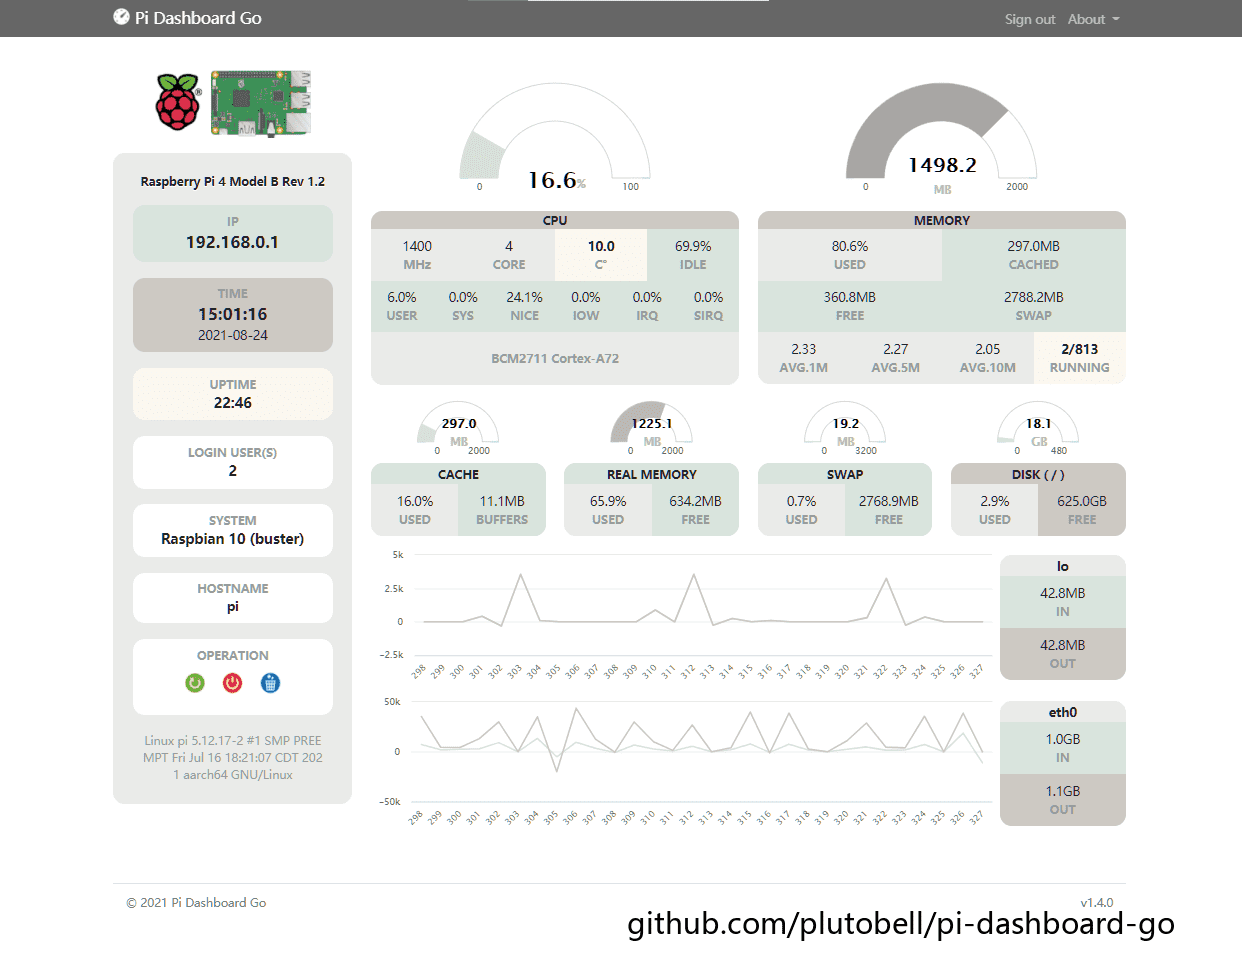 Pi Dashboard Go
Sign out About
®
Raspberry Pi 4 Model B Rev 1.2
IP
192.168.0.1
TIME
15:01:16
2021-08-24
UPTIME
22:46
LOGIN USER(S)
2
SYSTEM
Raspbian 10 (buster)
HOSTNAME
pi
OPERATION
Linux pi 5.12.17-2 #1 SMP PREE
MPT Fri Jul 16 18:21:07 CDT 202
1 aarch64 GNU/Linux
16.6%
0 100
1498.2
MB
0 2000
CPU
1400 4 10.0 69.9%
MHz CORE C° IDLE
6.0% 0.0% 24.1% 0.0% 0.0% 0.0%
USER SYS NICE IOW IRQ SIRQ
BCM2711 Cortex-A72
MEMORY
80.6% 297.0MB
USED CACHED
360.8MB 2788.2MB
FREE SWAP
2.33 2.27 2.05 2/813
AVG.1M AVG.5M AVG.10M RUNNING
297.0
MB
0 2000
CACHE
16.0% 11.1MB
USED BUFFERS
1225.1
MB
0 2000
REAL MEMORY
65.9% 634.2MB
USED FREE
19.2
MB
0 3200
SWAP
0.7% 2768.9MB
USED FREE
18.1
GB
0 480
DISK ( / )
2.9% 625.0GB
USED FREE
5k
2.5k
0
−2.5k
298 299 300 301 302 303 304 305 306 307 308 309 310 311 312 313 314 315 316 317 318 319 320 321 322 323 324 325 326 327
lo
42.8MB
IN
42.8MB
OUT
50k
0
−50k
298 299 300 301 302 303 304 305 306 307 308 309 310 311 312 313 314 315 316 317 318 319 320 321 322 323 324 325 326 327
eth0
1.0GB
IN
1.1GB
OUT
© 2021 Pi Dashboard Go
v1.4.0
github.com/plutobell/pi-dashboard-go